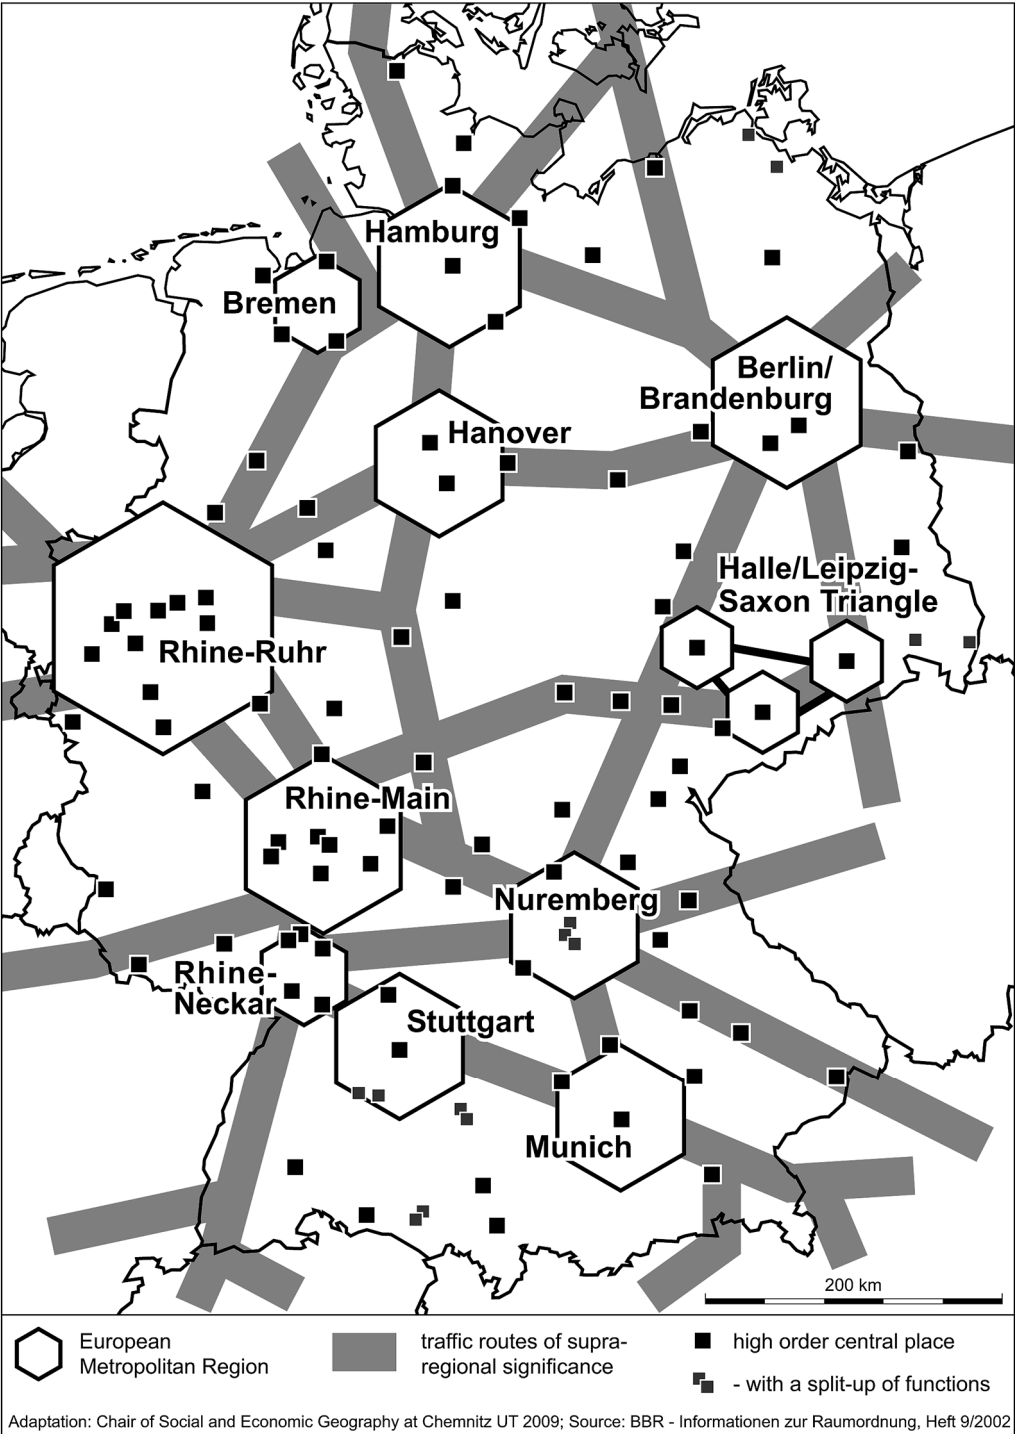 Hamburg
Bremen
Berlin/
Brandenburg
Hanover
Halle/Leipzig-
Saxon Triangle
Rhine-Ruhr
Rhine-Main
Nuremberg
Rhine-
Neckar
Stuttgart
Munich
200 km
European
Metropolitan Region
traffic routes of supra-
regional significance
high order central place
- with a split-up of functions
Adaptation: Chair of Social and Economic Geography at Chemnitz UT 2009; Source: BBR - Informationen zur Raumordnung, Heft 9/2002